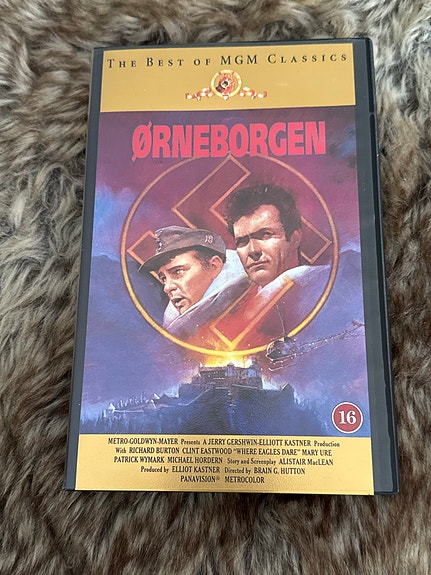 THE BEST OF MGM CLASSICS
ØRNEBORGEN
16
METRO-GOLDWYN-MAYER Presents A JERRY GERSHWIN-ELLIOTT KASTNER Production
With RICHARD BURTON CLINT EASTWOOD "WHERE EAGLES DARE" MARY URE
PATRICK WYMARK MICHAEL HORDERN Story and Screenplay ALISTAIR MacLEAN
Produced by ELLIOT KASTNER Directed by BRAIN G. HUTTON
PANAVISION® METROCOLOR